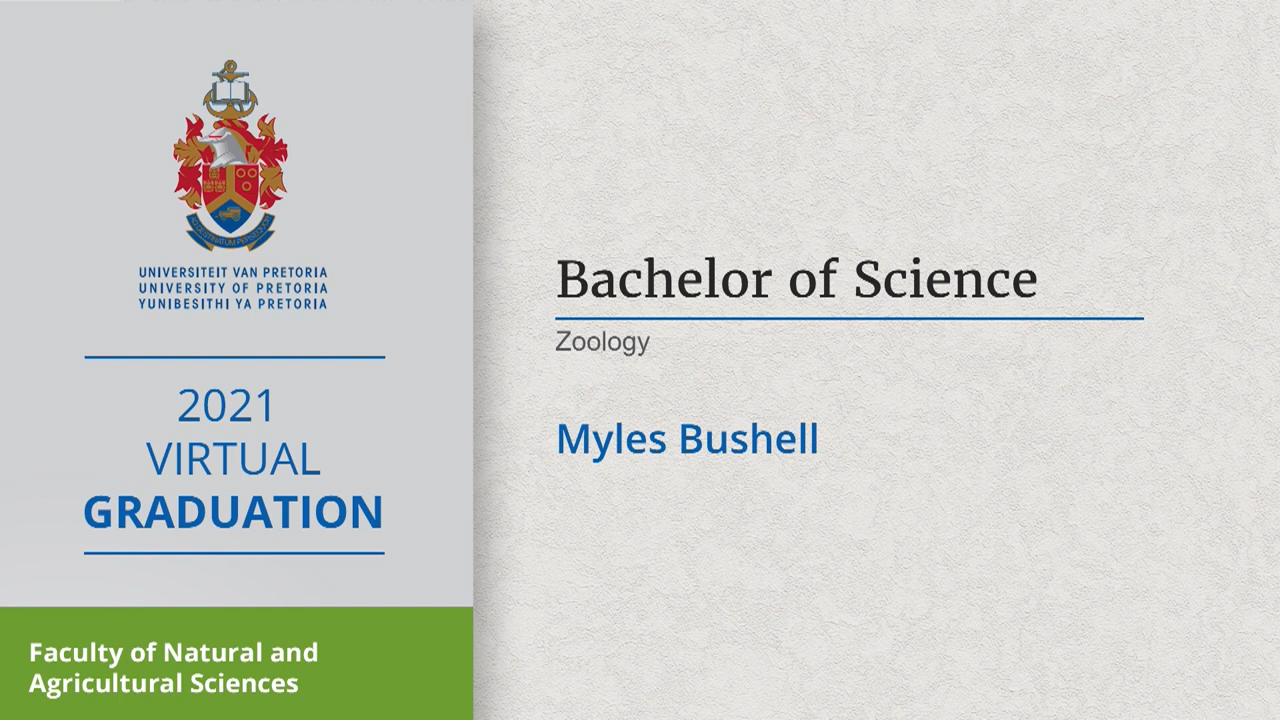 UNIVERSITEIT VAN PRETORIA
UNIVERSITY OF PRETORIA
YUNIBESITHI YA PRETORIA
2021
VIRTUAL
GRADUATION
Faculty of Natural and
Agricultural Sciences
Bachelor of Science
Zoology
Myles Bushell